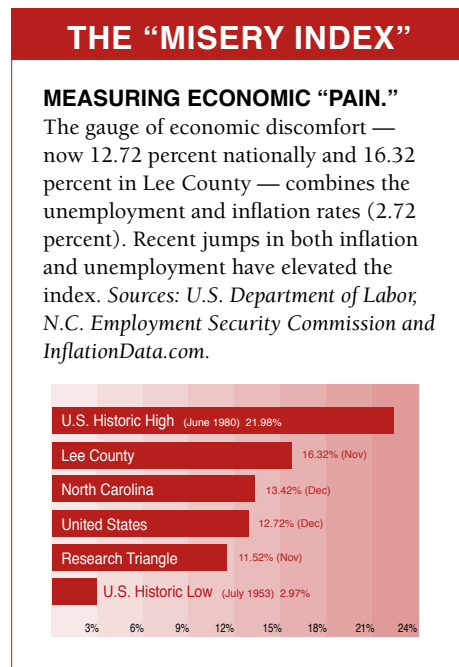 THE “MISERY INDEX”
MEASURING ECONOMIC “PAIN.”
The gauge of economic discomfort —
now 12.72 percent nationally and 16.32
percent in Lee County — combines the
unemployment and inflation rates (2.72
percent). Recent jumps in both inflation
and unemployment have elevated the
index. Sources: U.S. Department of Labor,
N.C. Employment Security Commission and
InflationData.com.
U.S. Historic High (June 1980) 21.98%
Lee County 16.32% (Nov)
North Carolina 13.42% (Dec)
United States 12.72% (Dec)
Research Triangle 11.52% (Nov)
U.S. Historic Low (July 1953) 2.97%
3% 6% 9% 12% 15% 18% 21% 24%